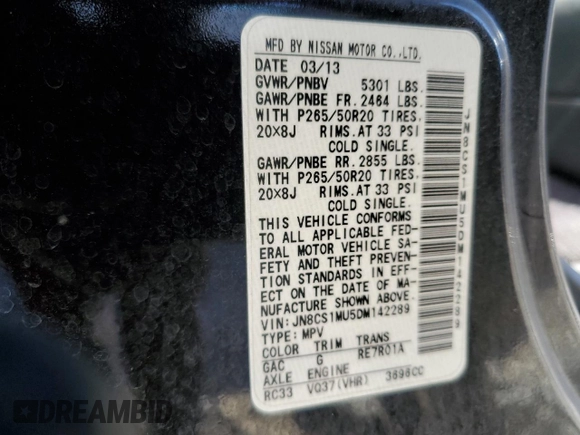 MFD BY NISSAN MOTOR CO.,LTD.
DATE 03/13
GVWR/PNBV 5301 LBS.
GAWR/PNBE FR. 2464 LBS.
WITH P265/50R20 TIRES.
20X8J RIMS. AT 33 PSI
COLD SINGLE.
GAWR/PNBE RR. 2855 LBS.
WITH P265/50R20 TIRES.
20X8J RIMS. AT 33 PSI
COLD SINGLE.
THIS VEHICLE CONFORMS
TO ALL APPLICABLE FED-
ERAL MOTOR VEHICLE SA-
FETY AND THEFT PREVEN-
TION STANDARDS IN EFF-
ECT ON THE DATE OF MA-
NUFACTURE SHOWN ABOVE.
VIN: JN8CS1MU5DM142289
TYPE: MPV
COLOR TRIM TRANS
GAC G RE7R01A
AXLE ENGINE
RC33 VQ37(VHR) 3696CC
JN8CS1MU5DM142289
DREAMBID